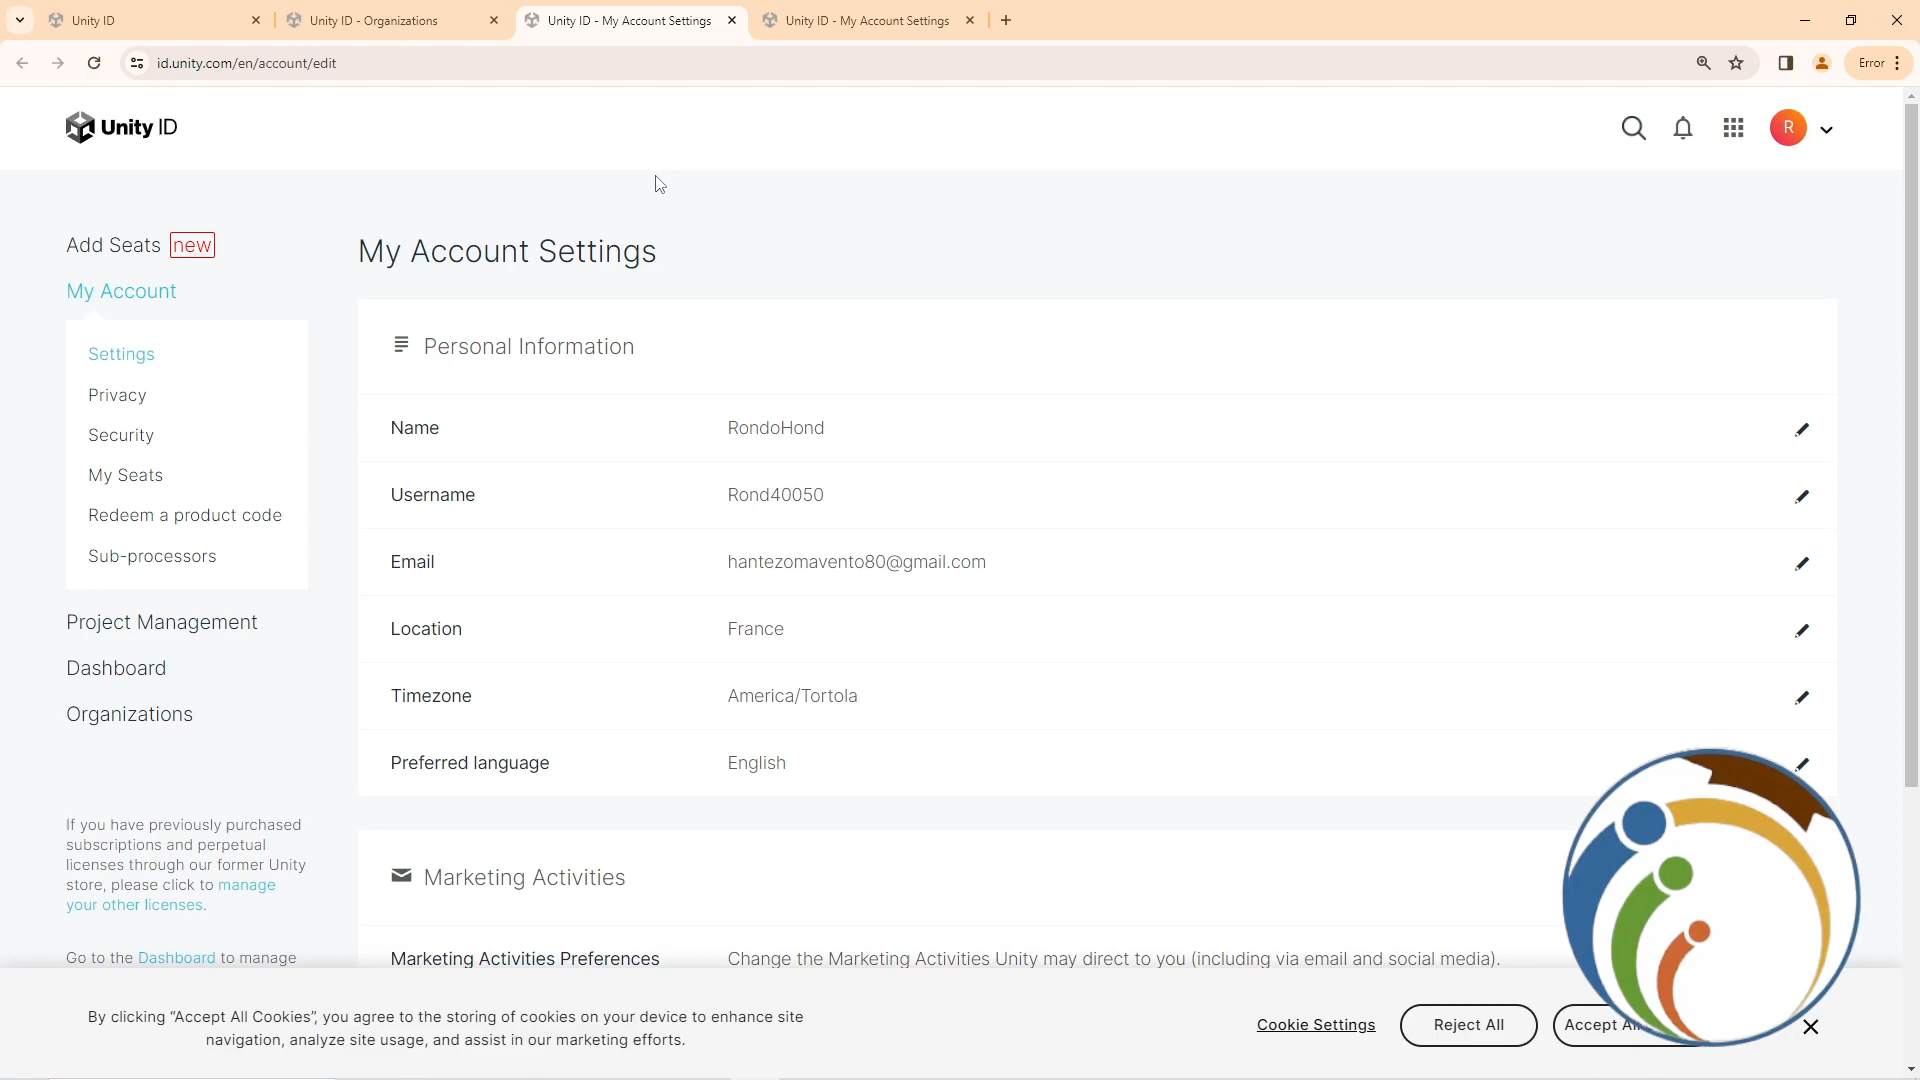 Unity ID
Unity ID - Organizations
Unity ID - My Account Settings
Unity ID - My Account Settings
id.unity.com/en/account/edit
Error
Unity ID
R
Add Seats new
My Account
Settings
Privacy
Security
My Seats
Redeem a product code
Sub-processors
Project Management
Dashboard
Organizations
If you have previously purchased
subscriptions and perpetual
licenses through our former Unity
store, please click to manage
your other licenses.
Go to the Dashboard to manage
My Account Settings
Personal Information
Name RondoHond
Username Rond40050
Email hantezomavento80@gmail.com
Location France
Timezone America/Tortola
Preferred language English
Marketing Activities
Marketing Activities Preferences Change the Marketing Activities Unity may direct to you (including via email and social media).
By clicking “Accept All Cookies”, you agree to the storing of cookies on your device to enhance site
navigation, analyze site usage, and assist in our marketing efforts.
Cookie Settings
Reject All
Accept